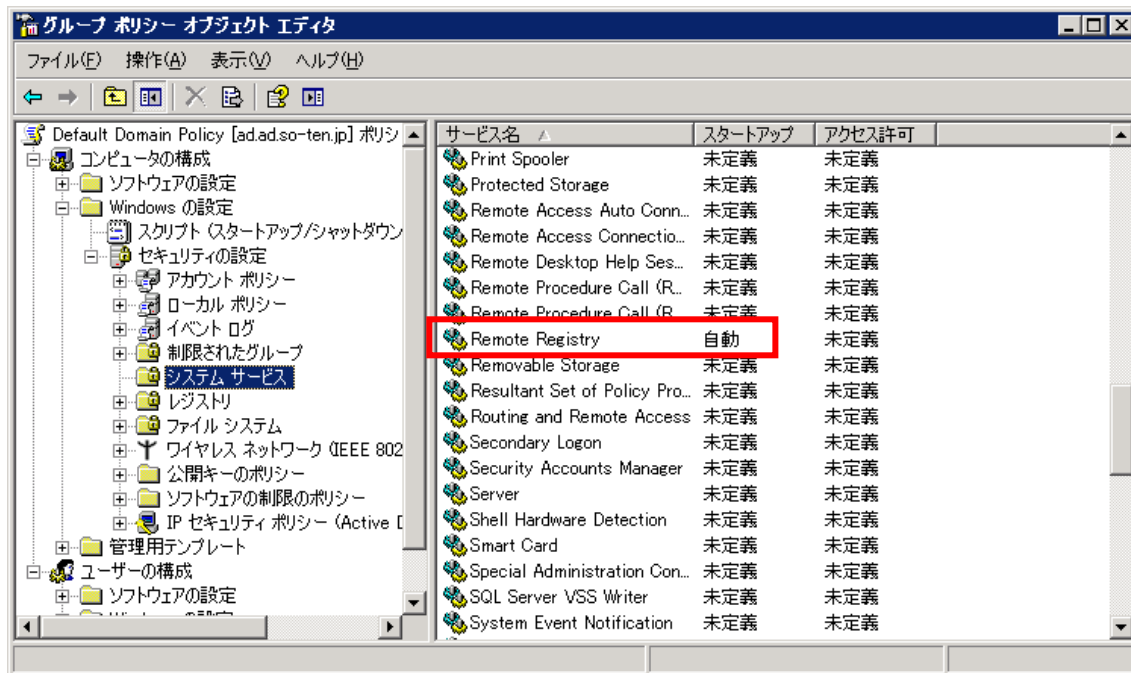 グループ ポリシー オブジェクト エディタ
ファイル(F) 操作(A) 表示(V) ヘルプ(H)
Default Domain Policy [ad.ad.so-ten.jp] ポリシ
コンピュータの構成
ソフトウェアの設定
Windows の設定
スクリプト (スタートアップ/シャットダウン
セキュリティの設定
アカウント ポリシー
ローカル ポリシー
イベント ログ
制限されたグループ
システム サービス
レジストリ
ファイル システム
ワイヤレス ネットワーク (IEEE 802
公開キーのポリシー
ソフトウェアの制限のポリシー
IP セキュリティ ポリシー (Active D
管理用テンプレート
ユーザーの構成
ソフトウェアの設定
サービス名 スタートアップ アクセス許可
Print Spooler 未定義 未定義
Protected Storage 未定義 未定義
Remote Access Auto Conn... 未定義 未定義
Remote Access Connectio... 未定義 未定義
Remote Desktop Help Ses... 未定義 未定義
Remote Procedure Call (R... 未定義 未定義
Remote Procedure Call (R... 未定義 未定義
Remote Registry 自動 未定義
Removable Storage 未定義 未定義
Resultant Set of Policy Pro... 未定義 未定義
Routing and Remote Access 未定義 未定義
Secondary Logon 未定義 未定義
Security Accounts Manager 未定義 未定義
Server 未定義 未定義
Shell Hardware Detection 未定義 未定義
Smart Card 未定義 未定義
Special Administration Con... 未定義 未定義
SQL Server VSS Writer 未定義 未定義
System Event Notification 未定義 未定義